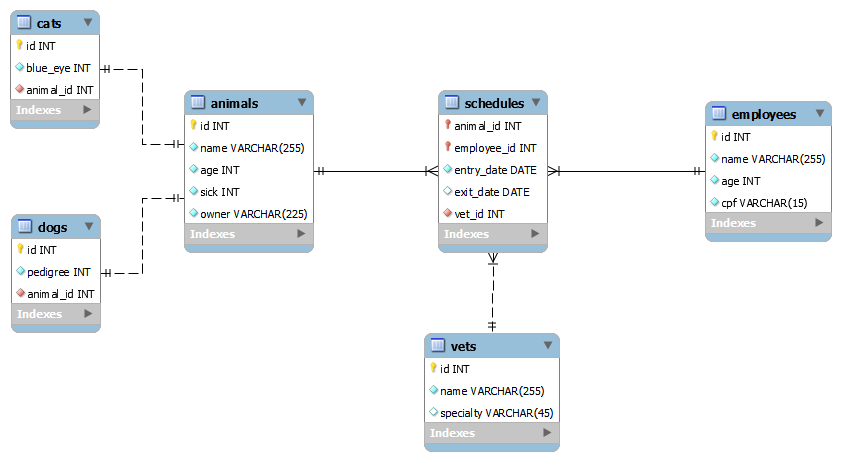 cats
id INT
blue_eye INT
animal_id INT
Indexes
animals
id INT
name VARCHAR(255)
age INT
sick INT
owner VARCHAR(225)
Indexes
schedules
animal_id INT
employee_id INT
entry_date DATE
exit_date DATE
vet_id INT
Indexes
employees
id INT
name VARCHAR(255)
age INT
cpf VARCHAR(15)
Indexes
dogs
id INT
pedigree INT
animal_id INT
Indexes
vets
id INT
name VARCHAR(255)
specialty VARCHAR(45)
Indexes